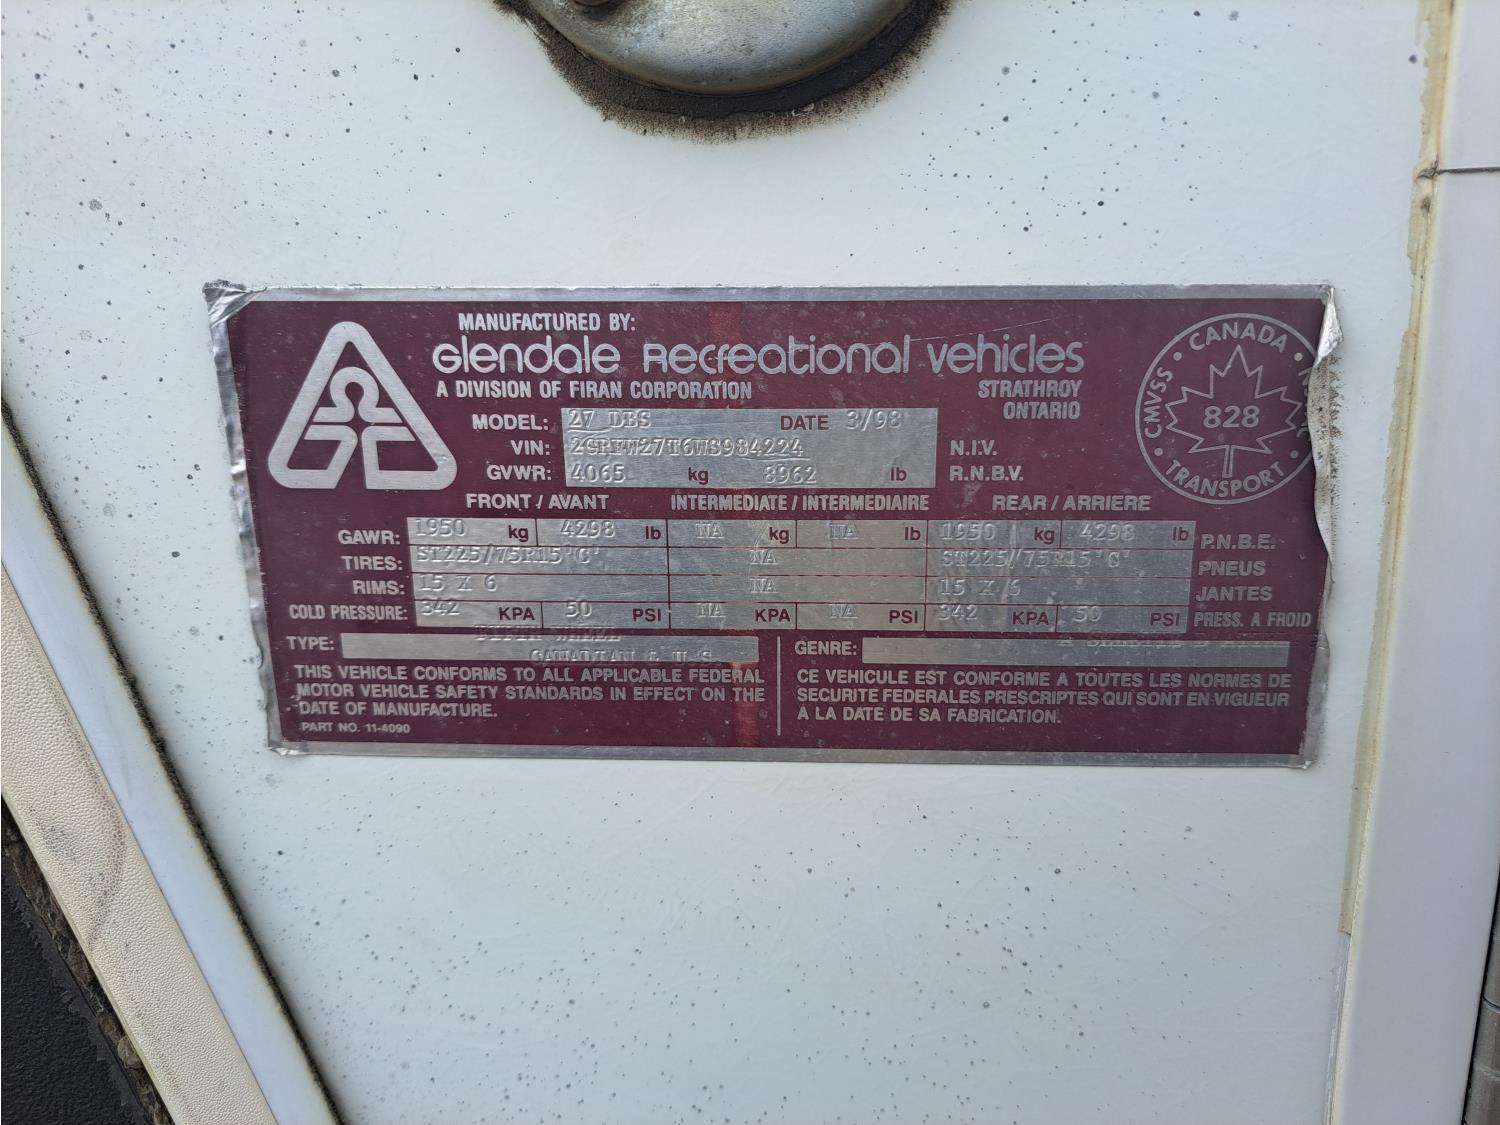 MANUFACTURED BY:
Glendale Recreational Vehicles
A DIVISION OF FIRAN CORPORATION STRATHROY
ONTARIO
MODEL: 27 DBS DATE 3/98
VIN: 2GRFW27T6WS984224 N.I.V.
GVWR: 4065 kg 8962 lb R.N.B.V.
CANADA
CMVSS 828
TRANSPORT
FRONT / AVANT INTERMEDIATE / INTERMEDIAIRE REAR / ARRIERE
GAWR: 1950 kg 4298 lb NA kg NA lb 1950 kg 4298 lb P.N.B.E.
TIRES: ST225/75R15'C' NA ST225/75R15'C' PNEUS
RIMS: 15 X 6 NA 15 X 6 JANTES
COLD PRESSURE: 342 KPA 50 PSI NA KPA NA PSI 342 KPA 50 PSI PRESS. A FROID
TYPE: FIFTH WHEEL
CANADIAN & U.S.
GENRE:
THIS VEHICLE CONFORMS TO ALL APPLICABLE FEDERAL
MOTOR VEHICLE SAFETY STANDARDS IN EFFECT ON THE
DATE OF MANUFACTURE.
PART NO. 11-4090
CE VEHICULE EST CONFORME A TOUTES LES NORMES DE
SECURITE FEDERALES PRESCRIPTES QUI SONT EN VIGUEUR
A LA DATE DE SA FABRICATION.